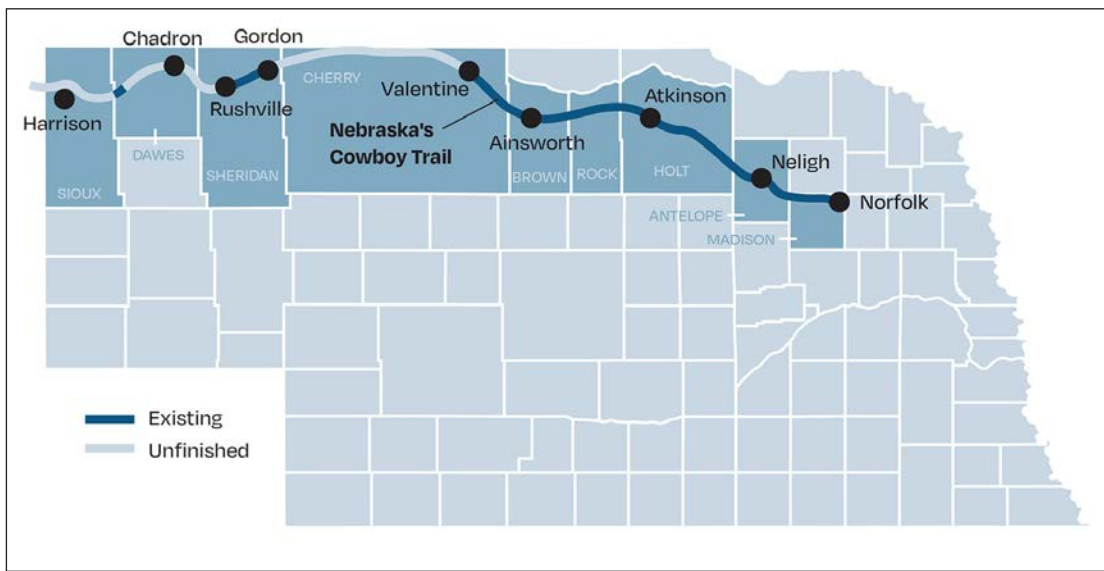 Chadron
Gordon
Harrison
Rushville
CHERRY
Valentine
Nebraska's
Cowboy Trail
Ainsworth
Atkinson
Neligh
Norfolk
SIOUX
DAWES
SHERIDAN
BROWN
ROCK
HOLT
ANTELOPE
MADISON
Existing
Unfinished